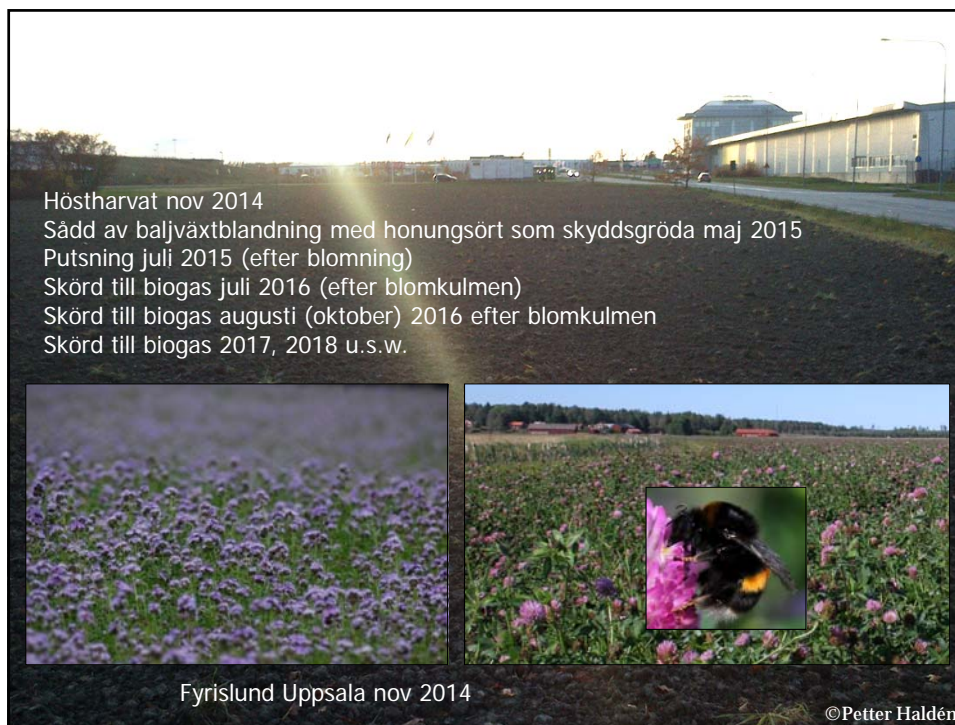 Höstharvat nov 2014
Sådd av baljväxtblandning med honungsört som skyddsgröda maj 2015
Putsning juli 2015 (efter blomning)
Skörd till biogas juli 2016 (efter blomkulmen)
Skörd till biogas augusti (oktober) 2016 efter blomkulmen
Skörd till biogas 2017, 2018 u.s.w.
Fyrislund Uppsala nov 2014
©Petter Haldén